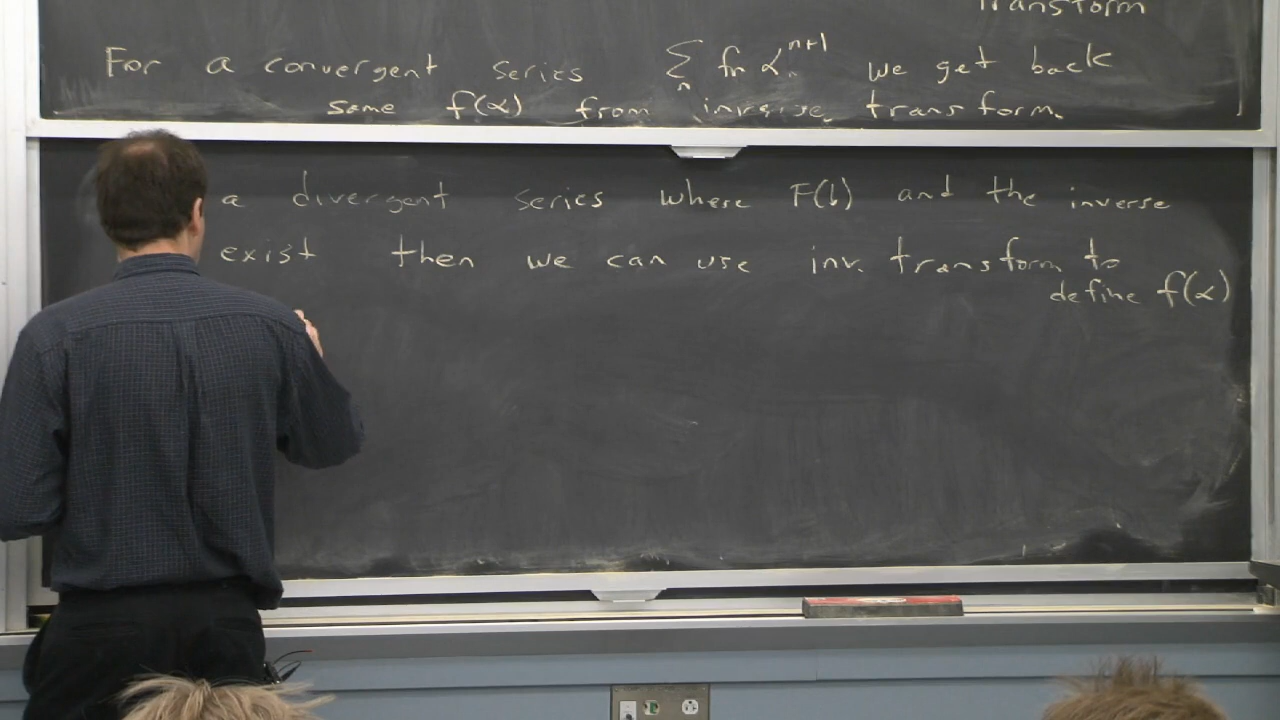 Transform
For a convergent series ∑ₙ fₙ αₙⁿ⁺¹ we get back
same f(α) from inverse transform.
a divergent series where F(b) and the inverse
exist then we can use inv. transform to
define f(α)